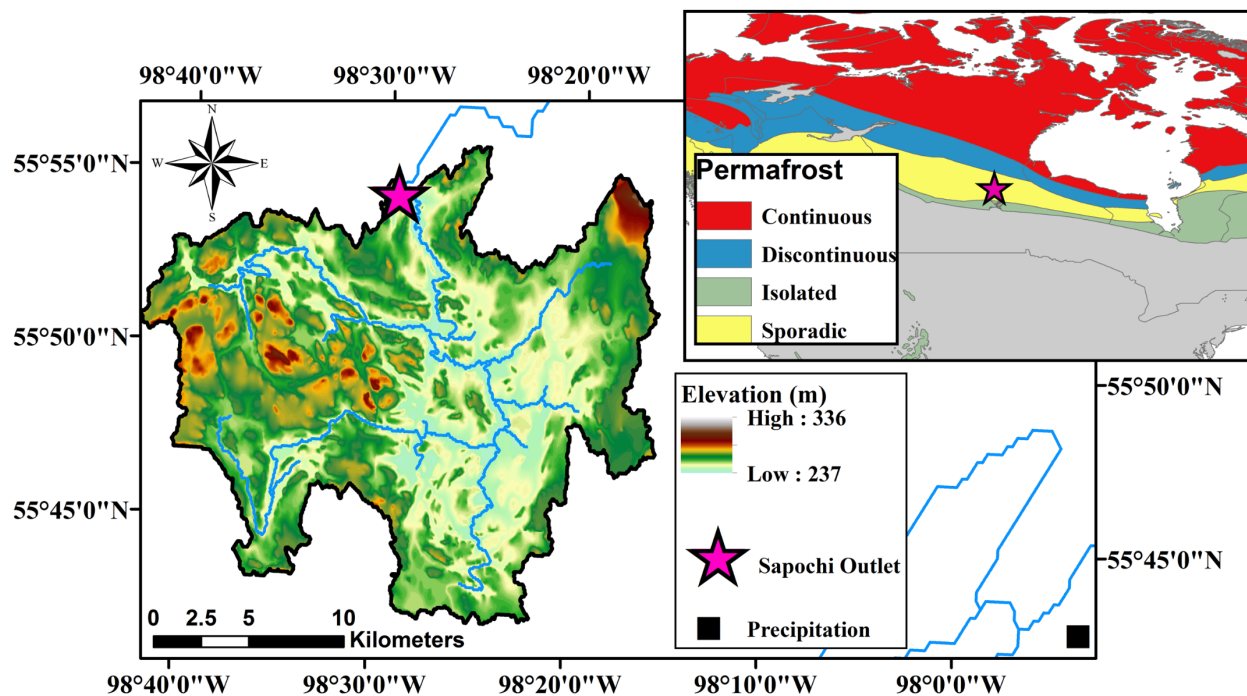 98°40'0"W 98°30'0"W 98°20'0"W
N
W E
S
55°55'0"N
55°50'0"N
55°45'0"N
Permafrost
Continuous
Discontinuous
Isolated
Sporadic
Elevation (m)
High : 336
Low : 237
Sapochi Outlet
Precipitation
55°50'0"N
55°45'0"N
0 2.5 5 10
Kilometers
98°40'0"W 98°30'0"W 98°20'0"W 98°10'0"W 98°0'0"W